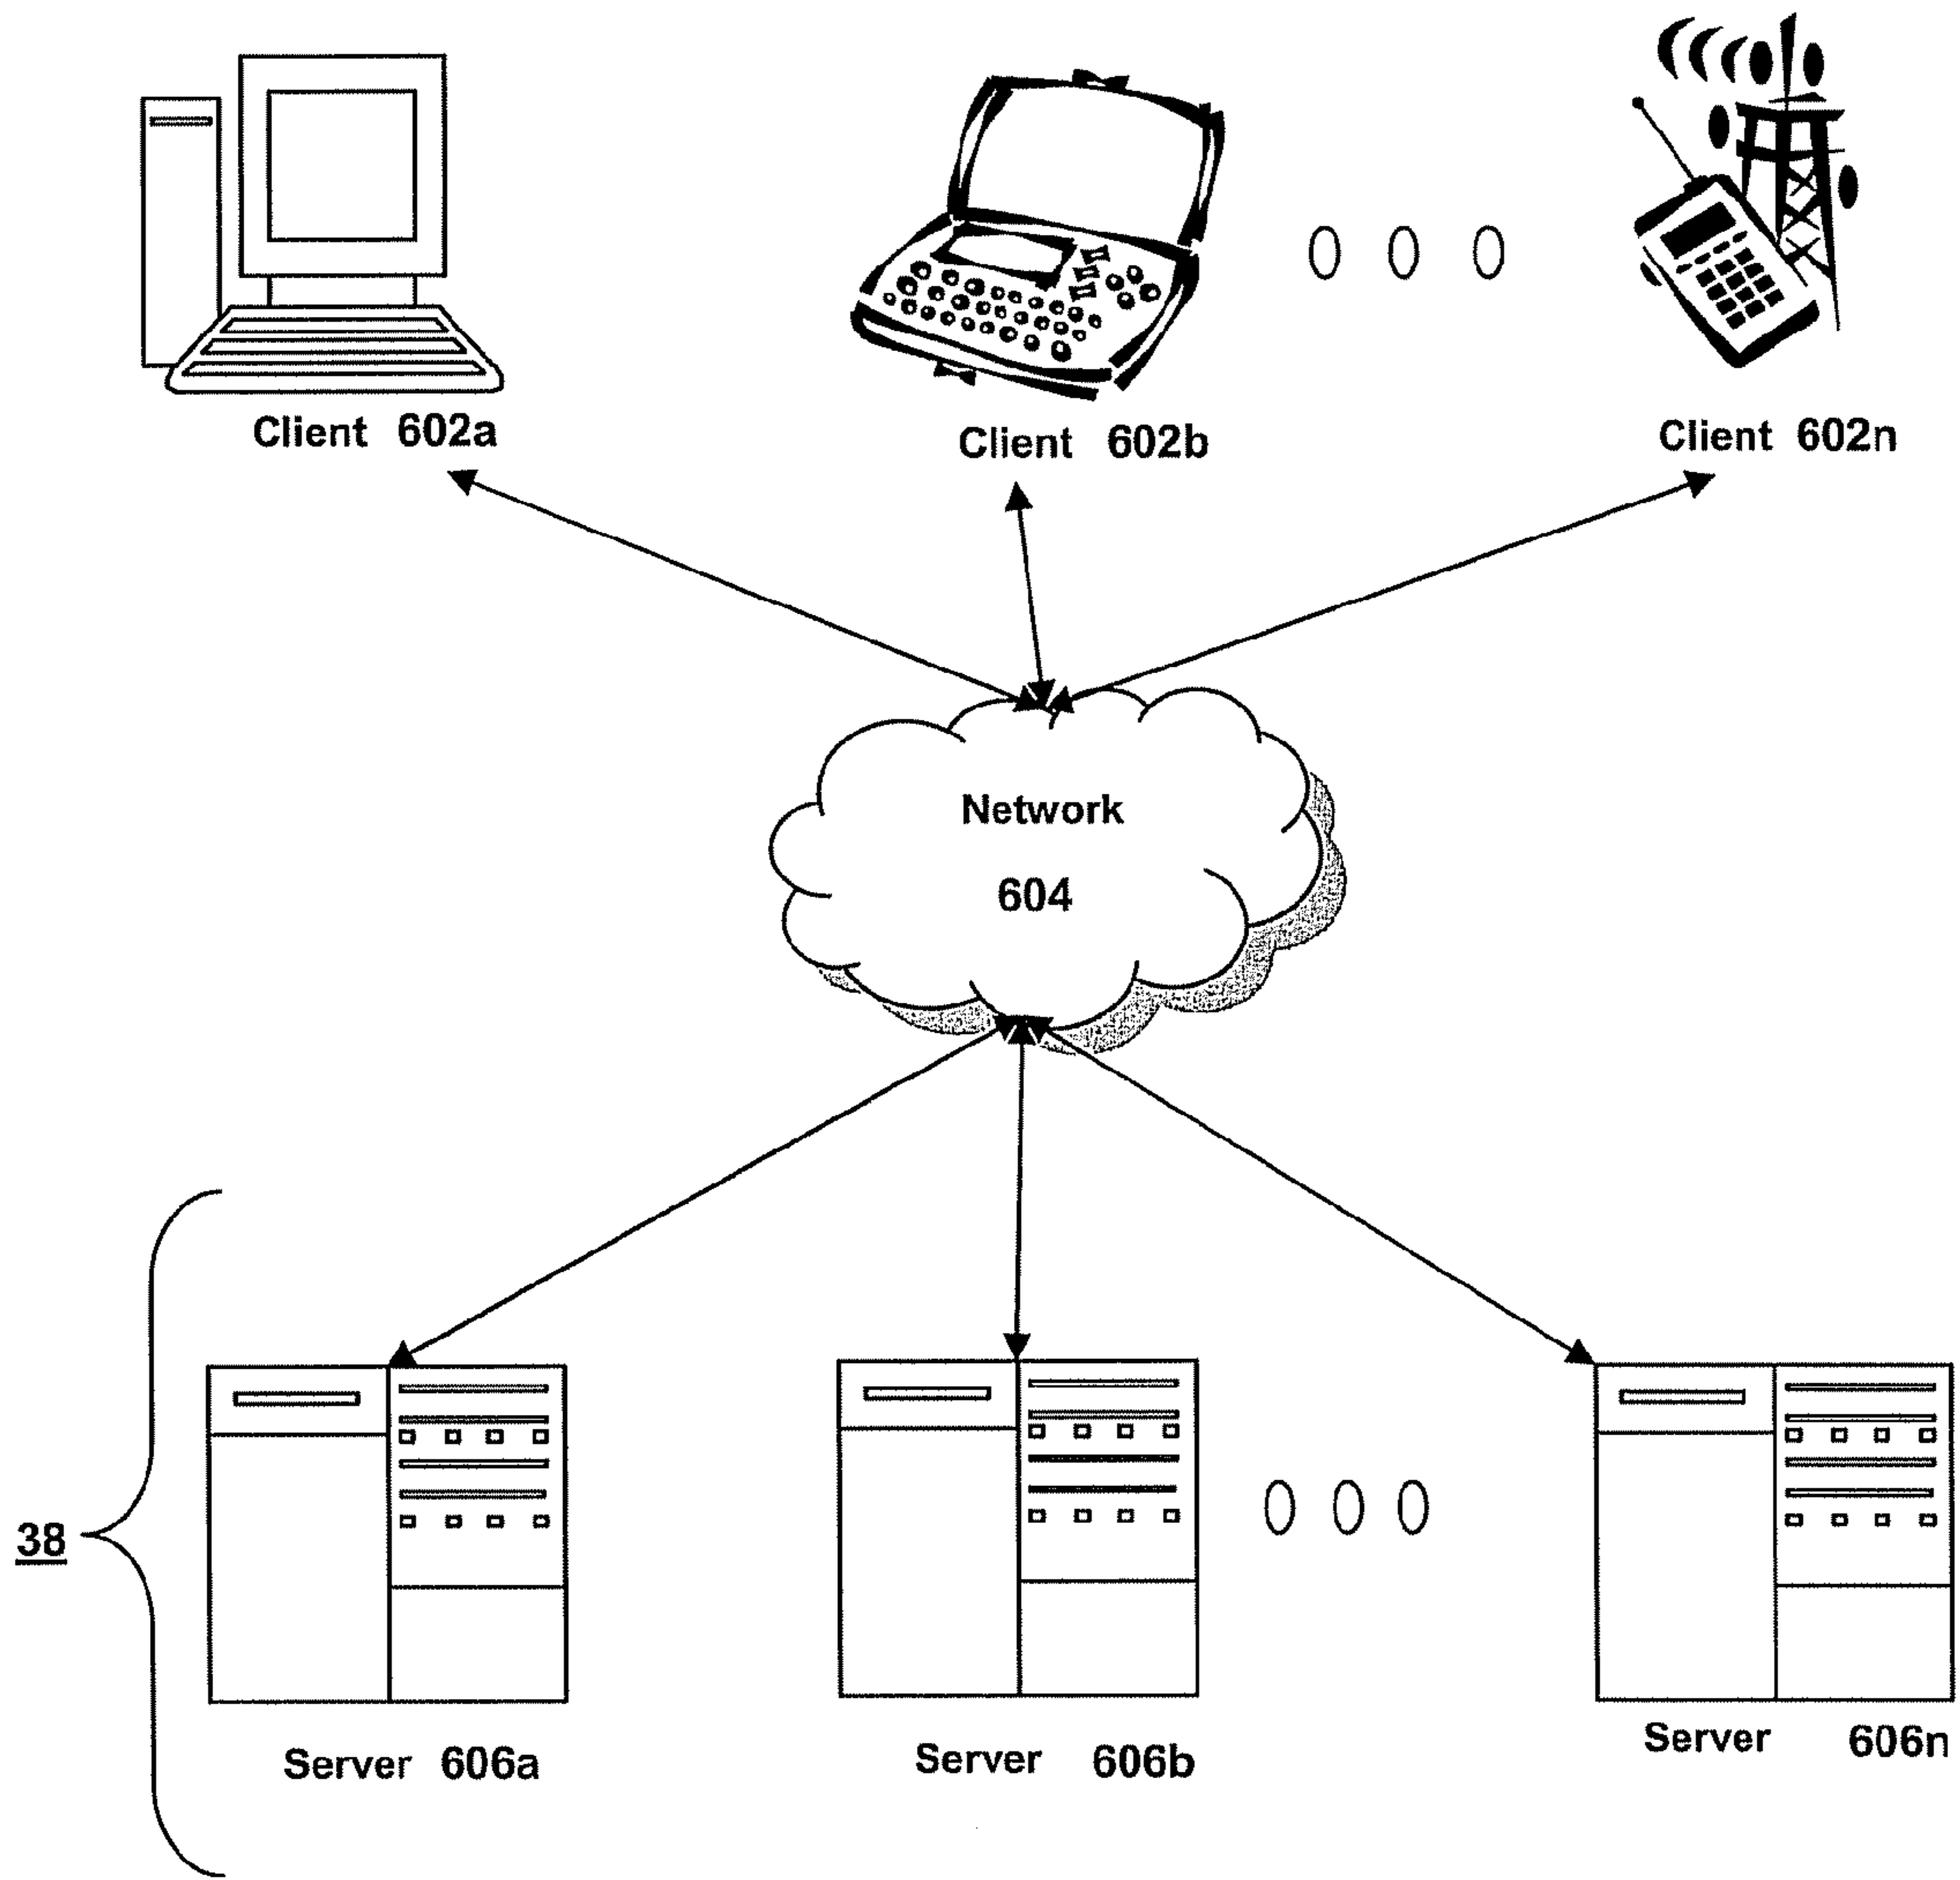 Client 602a
Client 602b
Client 602n
Network
604
38
Server 606a
Server 606b
Server 606n